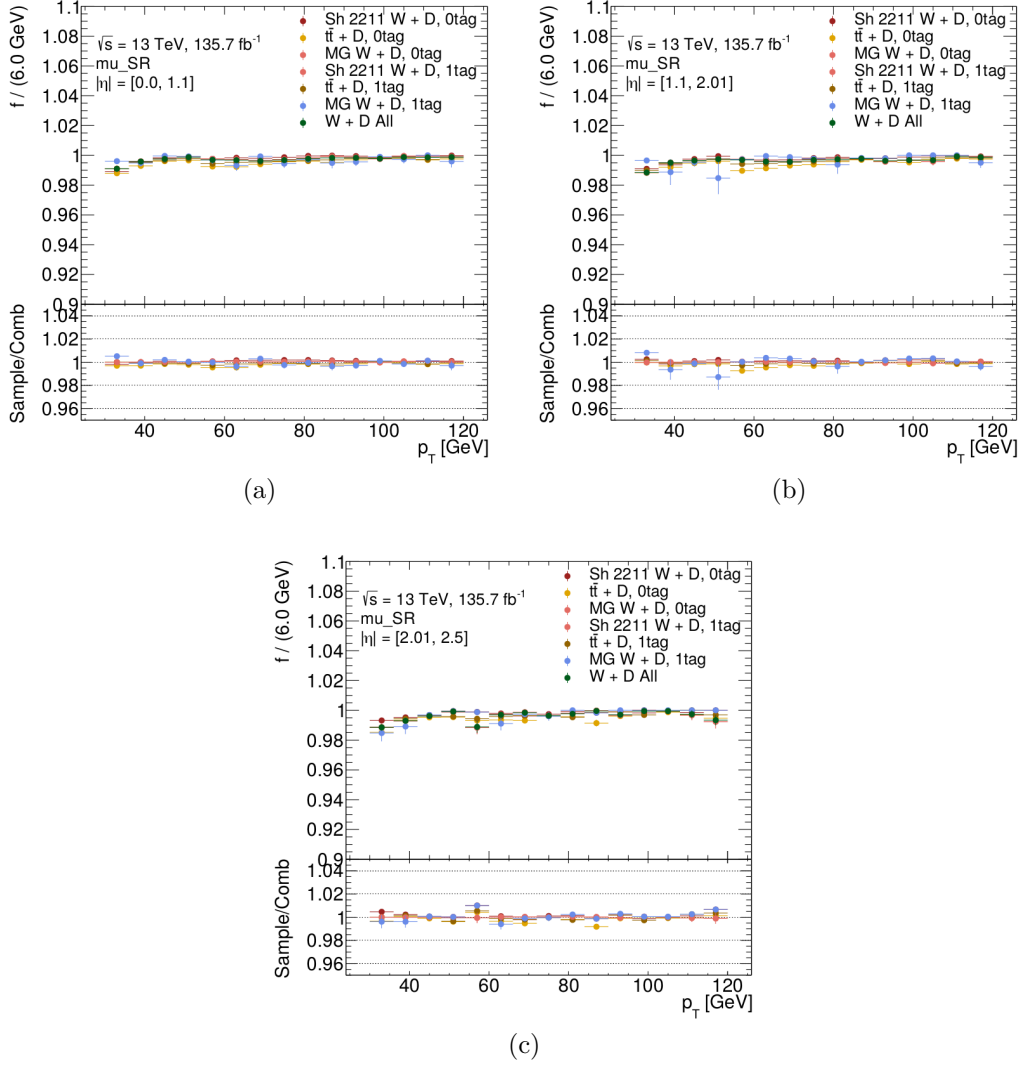 f / (6.0 GeV)
1.1
1.08
1.06
1.04
1.02
1
0.98
0.96
0.94
0.92
0.9
√s = 13 TeV, 135.7 fb⁻¹
mu_SR
|η| = [0.0, 1.1]
Sh 2211 W + D, 0tag
tt̄ + D, 0tag
MG W + D, 0tag
Sh 2211 W + D, 1tag
tt̄ + D, 1tag
MG W + D, 1tag
W + D All
Sample/Comb
1.04
1.02
1
0.98
0.96
40 60 80 100 120
p_T [GeV]
(a)
f / (6.0 GeV)
1.1
1.08
1.06
1.04
1.02
1
0.98
0.96
0.94
0.92
0.9
√s = 13 TeV, 135.7 fb⁻¹
mu_SR
|η| = [1.1, 2.01]
Sh 2211 W + D, 0tag
tt̄ + D, 0tag
MG W + D, 0tag
Sh 2211 W + D, 1tag
tt̄ + D, 1tag
MG W + D, 1tag
W + D All
Sample/Comb
1.04
1.02
1
0.98
0.96
40 60 80 100 120
p_T [GeV]
(b)
f / (6.0 GeV)
1.1
1.08
1.06
1.04
1.02
1
0.98
0.96
0.94
0.92
0.9
√s = 13 TeV, 135.7 fb⁻¹
mu_SR
|η| = [2.01, 2.5]
Sh 2211 W + D, 0tag
tt̄ + D, 0tag
MG W + D, 0tag
Sh 2211 W + D, 1tag
tt̄ + D, 1tag
MG W + D, 1tag
W + D All
Sample/Comb
1.04
1.02
1
0.98
0.96
40 60 80 100 120
p_T [GeV]
(c)